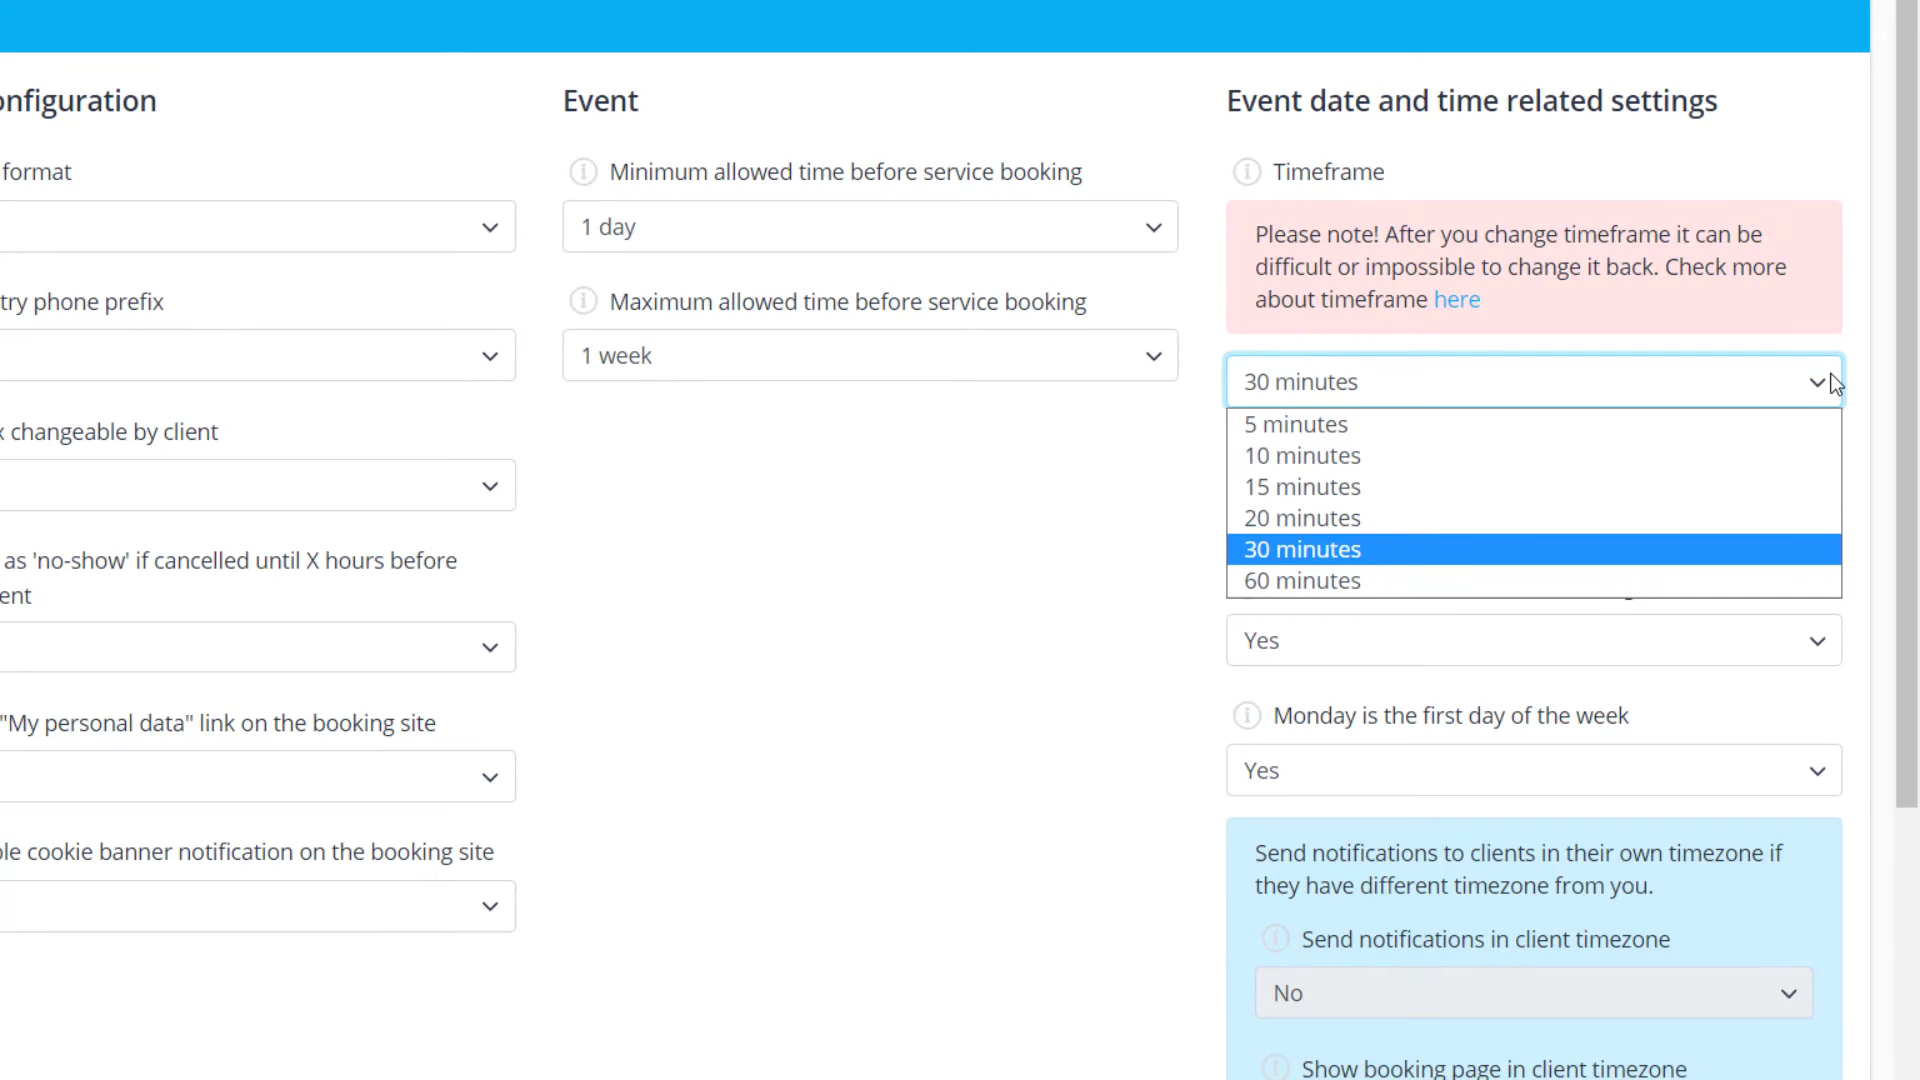 onfiguration
format
try phone prefix
x changeable by client
as 'no-show' if cancelled until X hours before
ent
"My personal data" link on the booking site
ole cookie banner notification on the booking site
Event
Minimum allowed time before service booking
1 day
Maximum allowed time before service booking
1 week
Event date and time related settings
Timeframe
Please note! After you change timeframe it can be
difficult or impossible to change it back. Check more
about timeframe here
30 minutes
5 minutes
10 minutes
15 minutes
20 minutes
30 minutes
60 minutes
Yes
Monday is the first day of the week
Yes
Send notifications to clients in their own timezone if
they have different timezone from you.
Send notifications in client timezone
No
Show booking page in client timezone